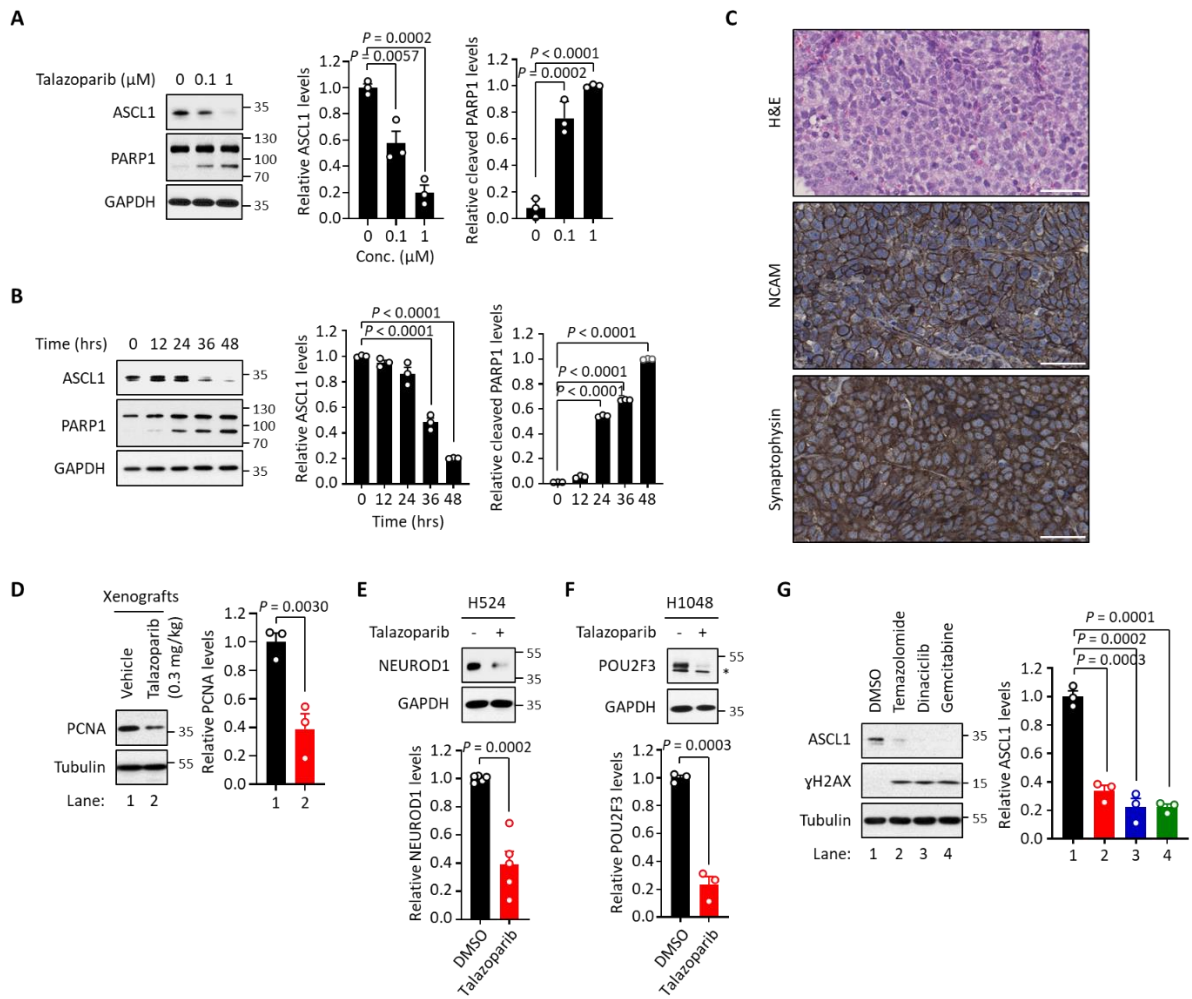 A
Talazoparib (µM) 0 0.1 1
ASCL1
PARP1
GAPDH
35
130
100
70
35
Relative ASCL1 levels
1.2
1.0
0.8
0.6
0.4
0.2
0.0
P = 0.0002
P = 0.0057
0 0.1 1
Conc. (µM)
Relative cleaved PARP1 levels
1.2
1.0
0.8
0.6
0.4
0.2
0.0
P < 0.0001
P = 0.0002
0 0.1 1
B
Time (hrs) 0 12 24 36 48
ASCL1
PARP1
GAPDH
35
130
100
70
35
Relative ASCL1 levels
1.2
1.0
0.8
0.6
0.4
0.2
0.0
P < 0.0001
P < 0.0001
0 12 24 36 48
Time (hrs)
Relative cleaved PARP1 levels
1.2
1.0
0.8
0.6
0.4
0.2
0.0
P < 0.0001
P < 0.0001
P < 0.0001
0 12 24 36 48
C
H&E
NCAM
Synaptophysin
D
Xenografts
Vehicle
Talazoparib
(0.3 mg/kg)
PCNA
Tubulin
35
55
Lane: 1 2
Relative PCNA levels
1.2
1.0
0.8
0.6
0.4
0.2
0.0
P = 0.0030
1 2
E
H524
Talazoparib - +
NEUROD1
GAPDH
55
35
35
Relative NEUROD1 levels
1.2
1.0
0.8
0.6
0.4
0.2
0.0
P = 0.0002
DMSO
Talazoparib
F
H1048
Talazoparib - +
POU2F3
GAPDH
55
*
35
Relative POU2F3 levels
1.2
1.0
0.8
0.6
0.4
0.2
0.0
P = 0.0003
DMSO
Talazoparib
G
DMSO
Temazolomide
Dinaciclib
Gemcitabine
ASCL1
γH2AX
Tubulin
35
15
55
Lane: 1 2 3 4
Relative ASCL1 levels
1.2
1.0
0.8
0.6
0.4
0.2
0.0
P = 0.0001
P = 0.0002
P = 0.0003
1 2 3 4